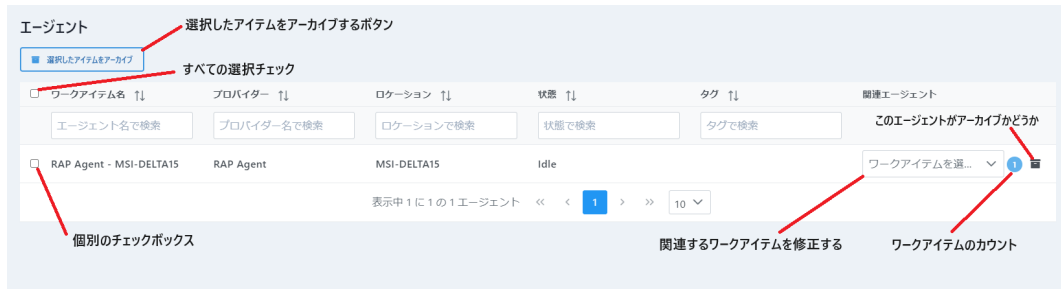 エージェント
選択したアイテムをアーカイブするボタン
選択したアイテムをアーカイブ
すべての選択チェック
ワークアイテム名 プロバイダー ロケーション 状態 タグ 関連エージェント
エージェント名で検索 プロバイダー名で検索 ロケーションで検索 状態で検索 タグで検索
このエージェントがアーカイブかどうか
RAP Agent - MSI-DELTA15 RAP Agent MSI-DELTA15 Idle ワークアイテムを選... 1
表示中 1 に 1 の 1 エージェント << < 1 > >> 10
個別のチェックボックス
関連するワークアイテムを修正する
ワークアイテムのカウント